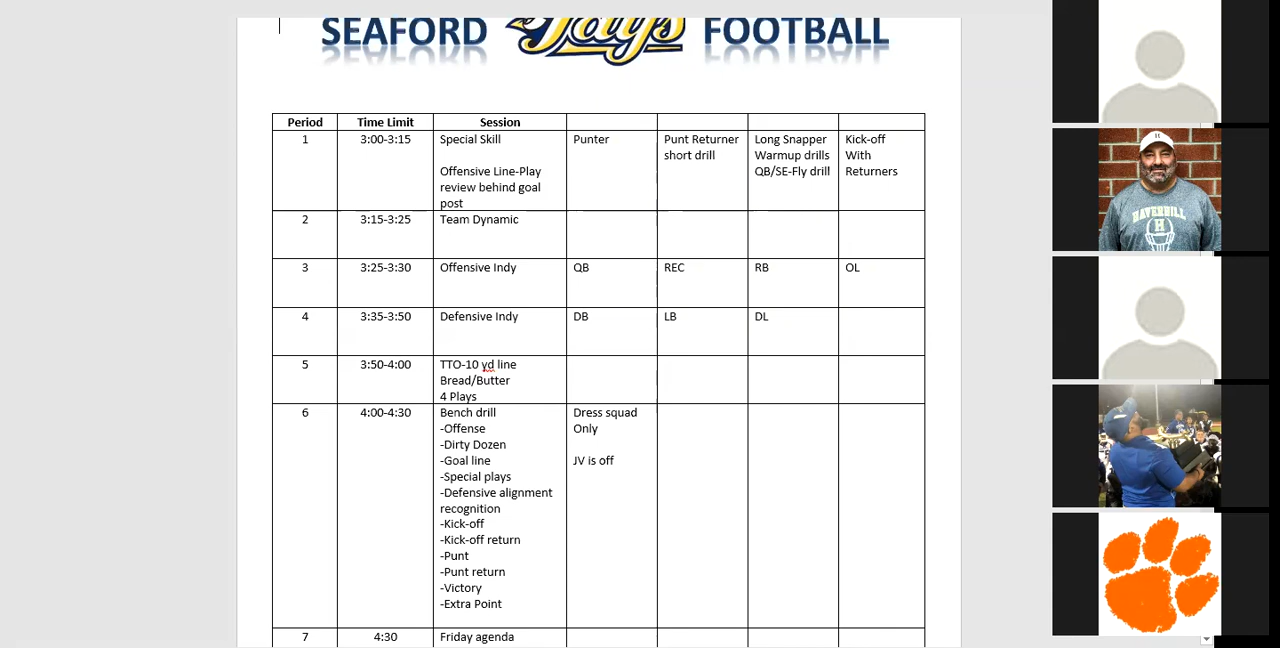 SEAFORD Jays FOOTBALL
Period Time Limit Session
1 3:00-3:15 Special Skill Punter Punt Returner Long Snapper Kick-off
short drill Warmup drills With
Offensive Line-Play QB/SE-Fly drill Returners
review behind goal
post
2 3:15-3:25 Team Dynamic
3 3:25-3:30 Offensive Indy QB REC RB OL
4 3:35-3:50 Defensive Indy DB LB DL
5 3:50-4:00 TTO-10 yd line
Bread/Butter
4 Plays
6 4:00-4:30 Bench drill Dress squad
-Offense Only
-Dirty Dozen
-Goal line JV is off
-Special plays
-Defensive alignment
recognition
-Kick-off
-Kick-off return
-Punt
-Punt return
-Victory
-Extra Point
7 4:30 Friday agenda
HAVERHILL
H